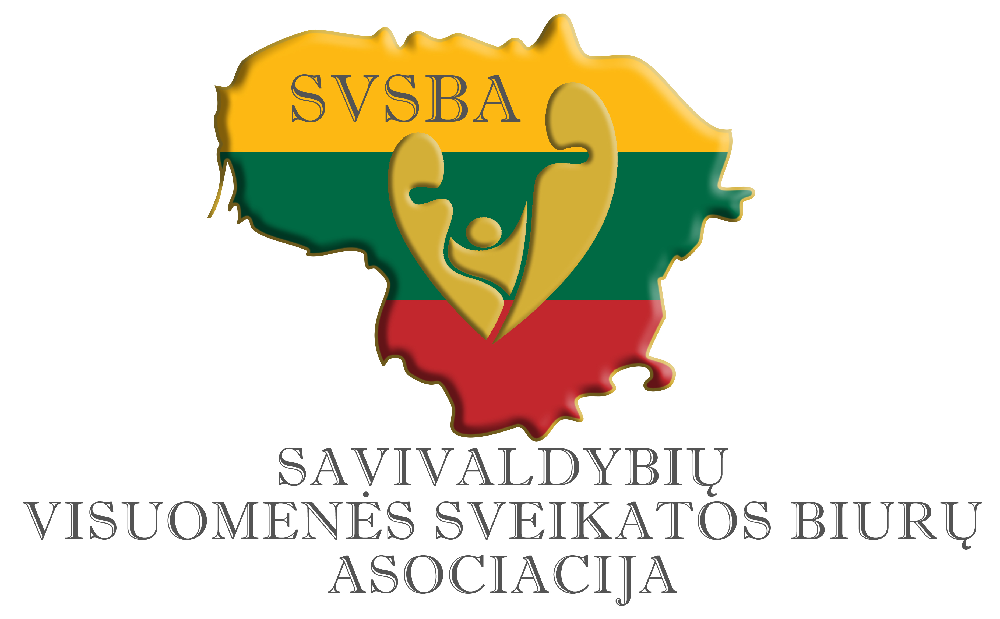 SVSBA
SAVIVALDYBIŲ
VISUOMENĖS SVEIKATOS BIURŲ
ASOCIACIJA